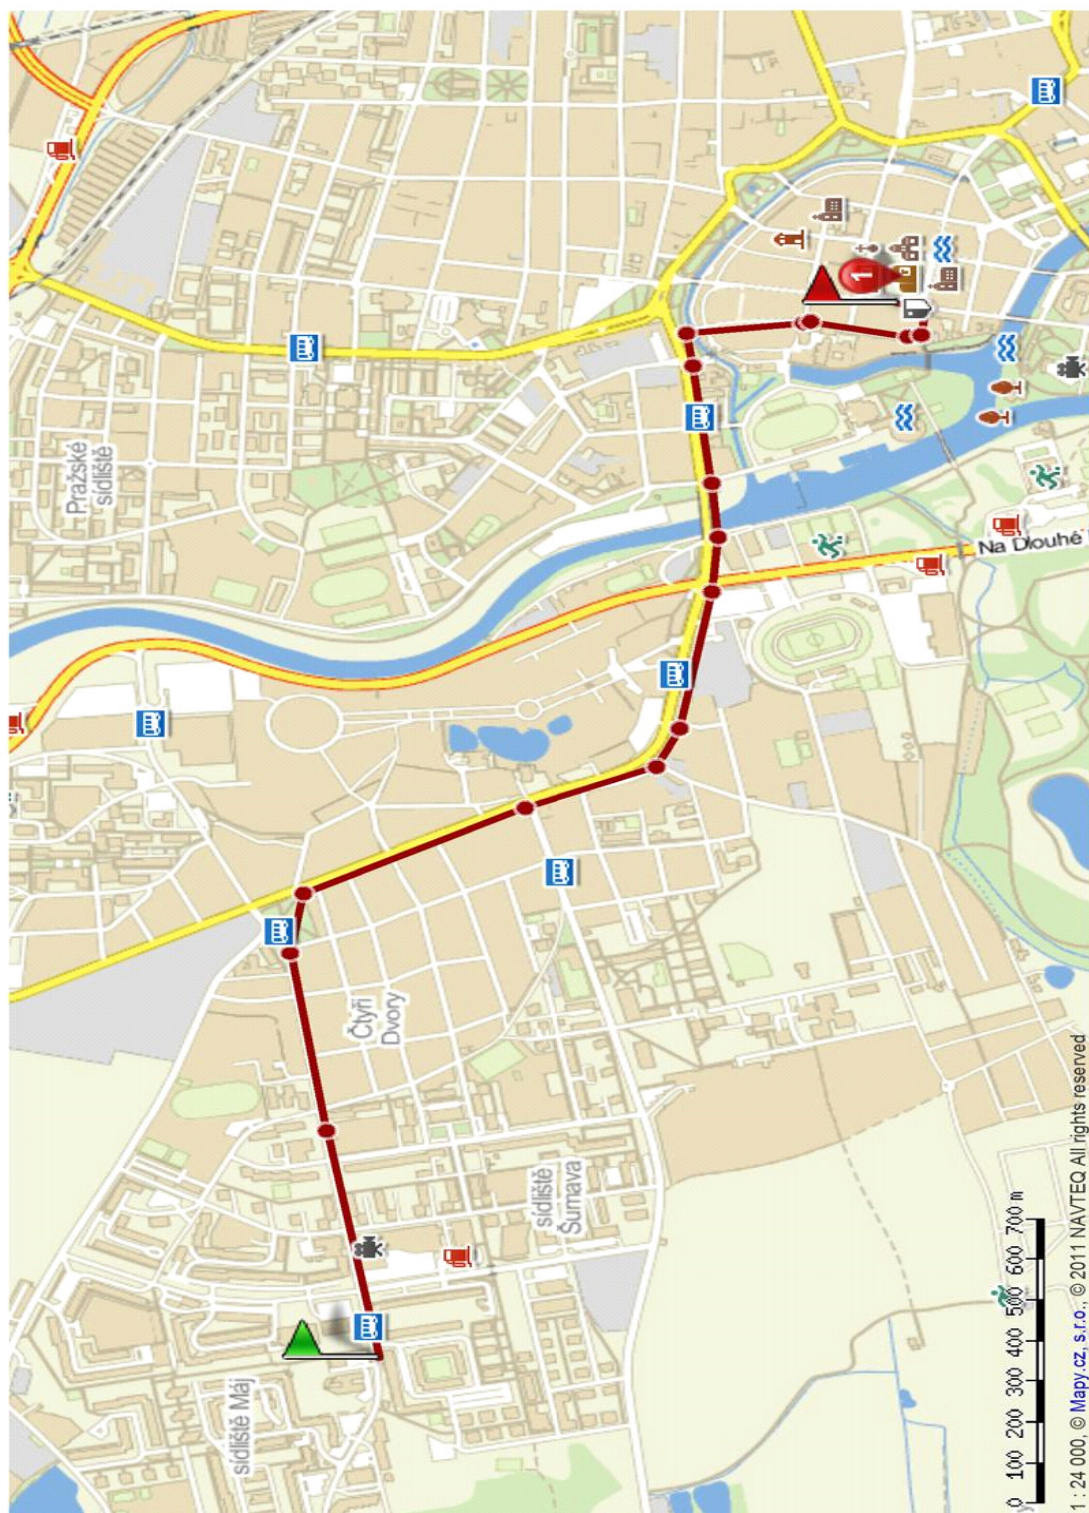 Pražské
sídliště
Na Dlouhé
Čtyři
Dvory
sídliště
Šumava
sídliště Máj
1
0 100 200 300 400 500 600 700 m
1 : 24 000, © Mapy.cz, s.r.o., © 2011 NAVTEQ All rights reserved